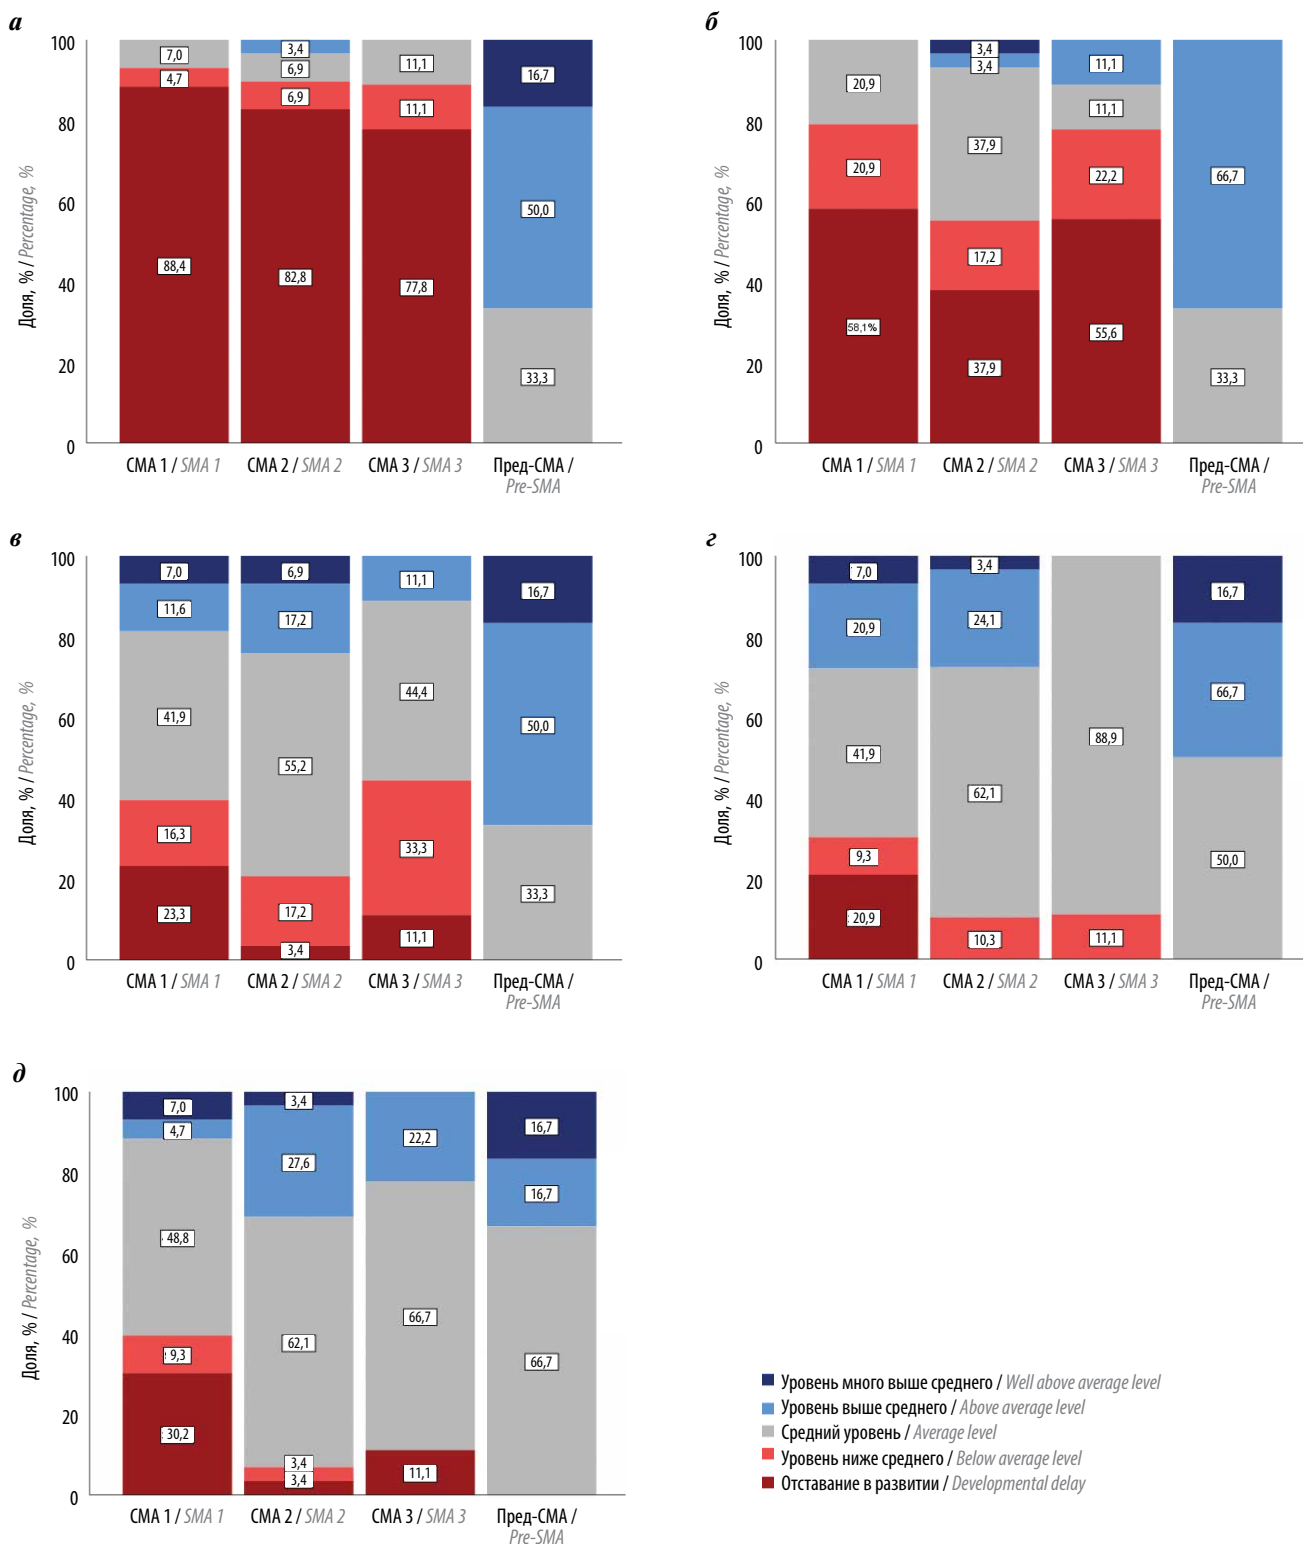 а
100
80
60
40
20
0
Доля, % / Percentage, %
7,0
4,7
88,4
3,4
6,9
6,9
82,8
11,1
11,1
77,8
16,7
50,0
33,3
СМА 1 / SMA 1
СМА 2 / SMA 2
СМА 3 / SMA 3
Пред-СМА /
Pre-SMA
б
100
80
60
40
20
0
Доля, % / Percentage, %
20,9
20,9
58,1%
3,4
3,4
37,9
17,2
37,9
11,1
11,1
22,2
55,6
66,7
33,3
СМА 1 / SMA 1
СМА 2 / SMA 2
СМА 3 / SMA 3
Пред-СМА /
Pre-SMA
в
100
80
60
40
20
0
Доля, % / Percentage, %
7,0
11,6
41,9
16,3
23,3
6,9
17,2
55,2
17,2
3,4
11,1
44,4
33,3
11,1
16,7
50,0
33,3
СМА 1 / SMA 1
СМА 2 / SMA 2
СМА 3 / SMA 3
Пред-СМА /
Pre-SMA
г
100
80
60
40
20
0
Доля, % / Percentage, %
7,0
20,9
41,9
9,3
20,9
3,4
24,1
62,1
10,3
88,9
11,1
16,7
66,7
50,0
СМА 1 / SMA 1
СМА 2 / SMA 2
СМА 3 / SMA 3
Пред-СМА /
Pre-SMA
д
100
80
60
40
20
0
Доля, % / Percentage, %
7,0
4,7
48,8
9,3
30,2
3,4
27,6
62,1
3,4
3,4
22,2
66,7
11,1
16,7
16,7
66,7
СМА 1 / SMA 1
СМА 2 / SMA 2
СМА 3 / SMA 3
Пред-СМА /
Pre-SMA
Уровень много выше среднего / Well above average level
Уровень выше среднего / Above average level
Средний уровень / Average level
Уровень ниже среднего / Below average level
Отставание в развитии / Developmental delay